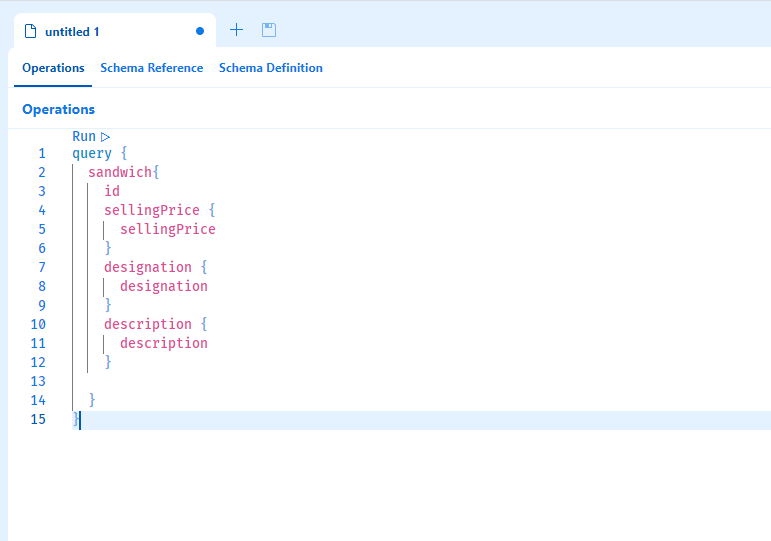 untitled 1
Operations Schema Reference Schema Definition
Operations
Run
1 query {
2 sandwich{
3 id
4 sellingPrice {
5 sellingPrice
6 }
7 designation {
8 designation
9 }
10 description {
11 description
12 }
13
14 }
15 }